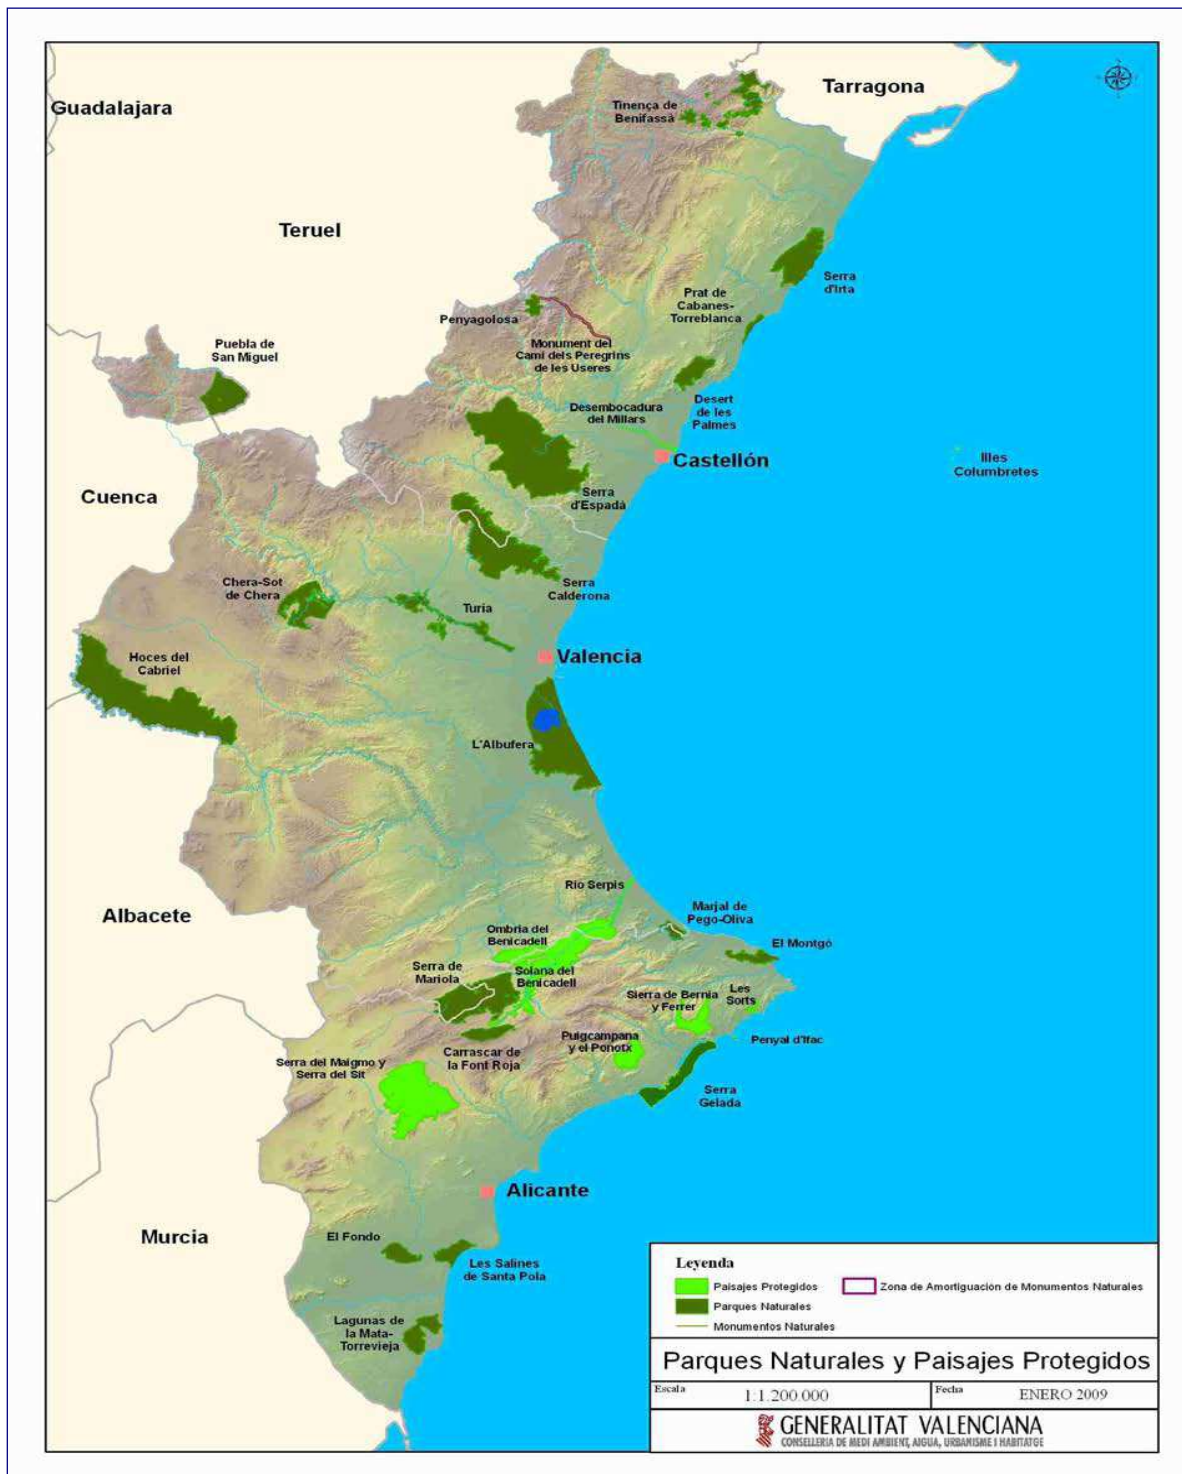 Guadalajara
Tarragona
Tinença de
Benifassà
Teruel
Serra
d'Irta
Prat de
Cabanes-
Torreblanca
Penyagolosa
Monument del
Camí dels Peregrins
de les Useres
Puebla de
San Miguel
Desert
de les
Palmes
Desembocadura
del Millars
Castellón
Illes
Columbretes
Cuenca
Serra
d'Espadà
Chera-Sot
de Chera
Serra
Calderona
Turia
Valencia
Hoces del
Cabriel
L'Albufera
Rio Serpis
Albacete
Marjal de
Pego-Oliva
Ombria del
Benicadell
El Montgó
Serra de
Mariola
Solana del
Benicadell
Sierra de Bernia
y Ferrer
Les
Sorts
Puigcampana
y el Ponotx
Penyal d'Ifac
Carrascar de
la Font Roja
Serra del Maigmo y
Serra del Sit
Serra
Gelada
Alicante
Murcia
El Fondo
Les Salines
de Santa Pola
Lagunas de
la Mata-
Torrevieja
Leyenda
Paisajes Protegidos
Zona de Amortiguación de Monumentos Naturales
Parques Naturales
Monumentos Naturales
Parques Naturales y Paisajes Protegidos
Escala 1:1.200.000 Fecha ENERO 2009
GENERALITAT VALENCIANA
CONSELLERIA DE MEDI AMBIENT, AIGUA, URBANISME I HABITATGE